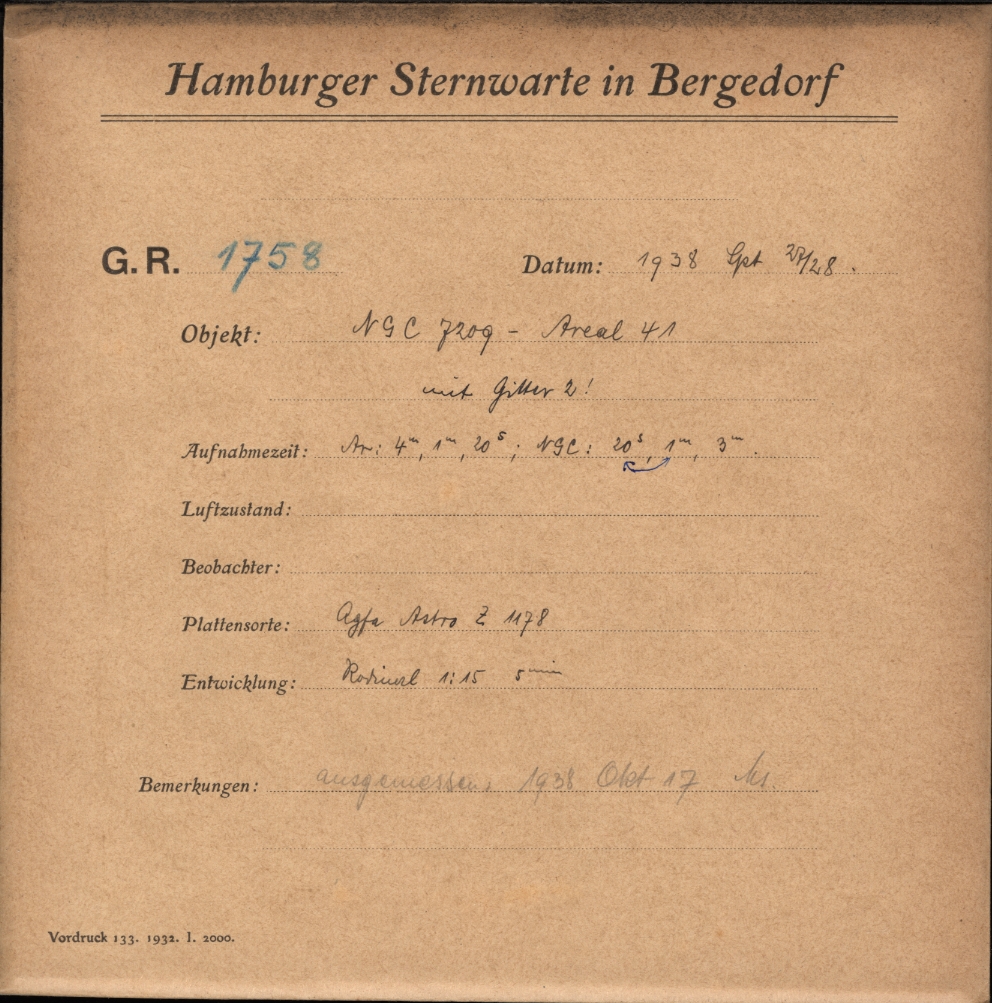 Hamburger Sternwarte in Bergedorf
G. R. 1758 Datum: 1938 Spt 27/28.
Objekt: NGC 7209 - Areal 41
mit Gitter 2!
Aufnahmezeit: Ar: 4ᵐ, 1ᵐ, 20ˢ; NGC: 20ˢ, 1ᵐ, 3ᵐ.
Luftzustand:
Beobachter:
Plattensorte: Agfa Astro Z 1178
Entwicklung: Rodinal 1:15 5ᵐⁱⁿ
Bemerkungen: ausgemessen. 1938 Okt 17
Vordruck 133. 1932. I. 2000.